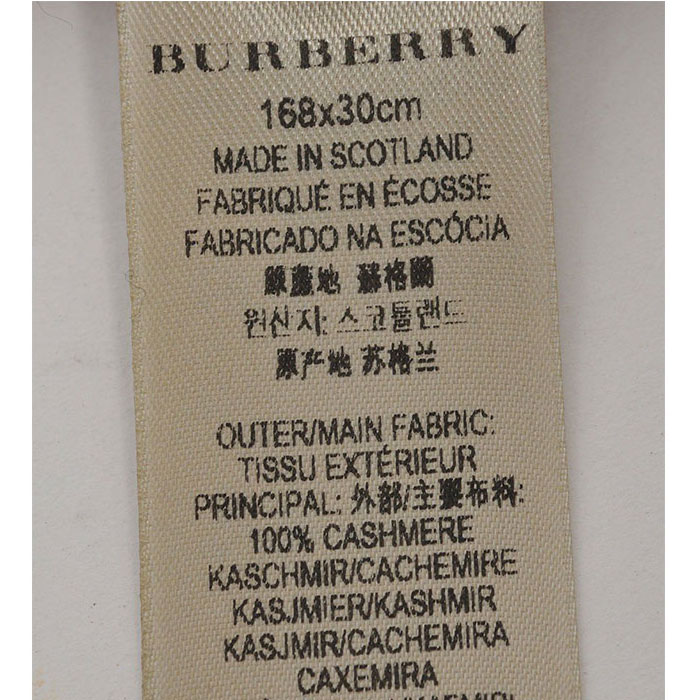 BURBERRY
168x30cm
MADE IN SCOTLAND
FABRIQUÉ EN ÉCOSSE
FABRICADO NA ESCÓCIA
原產地 蘇格蘭
원산지: 스코틀랜드
原产地 苏格兰
OUTER/MAIN FABRIC:
TISSU EXTÉRIEUR
PRINCIPAL: 外部/主要布料:
100% CASHMERE
KASCHMIR/CACHEMIRE
KASJMIER/KASHMIR
KASJMIR/CACHEMIRA
CAXEMIRA